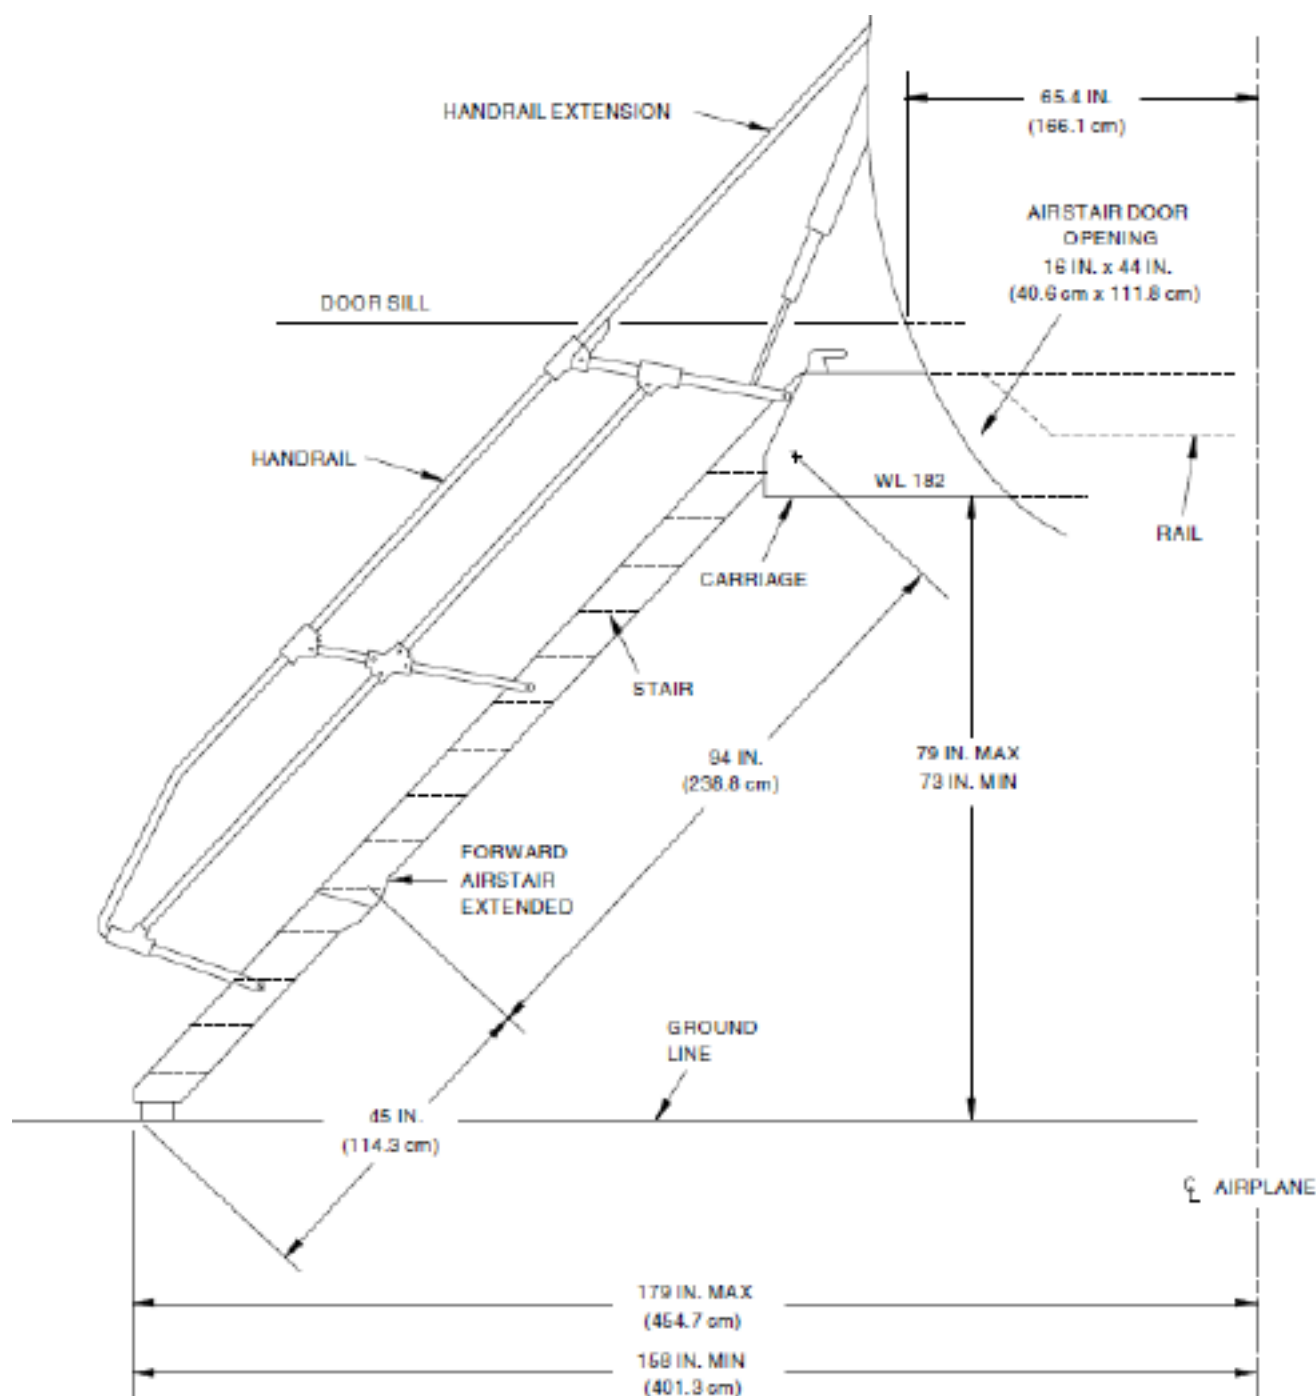 HANDRAIL EXTENSION
65.4 IN.
(166.1 cm)
AIRSTAIR DOOR
OPENING
16 IN. x 44 IN.
(40.6 cm x 111.8 cm)
DOOR SILL
HANDRAIL
WL 182
RAIL
CARRIAGE
STAIR
94 IN.
(238.8 cm)
79 IN. MAX
73 IN. MIN
FORWARD
AIRSTAIR
EXTENDED
GROUND
LINE
45 IN.
(114.3 cm)
℄ AIRPLANE
179 IN. MAX
(454.7 cm)
158 IN. MIN
(401.3 cm)